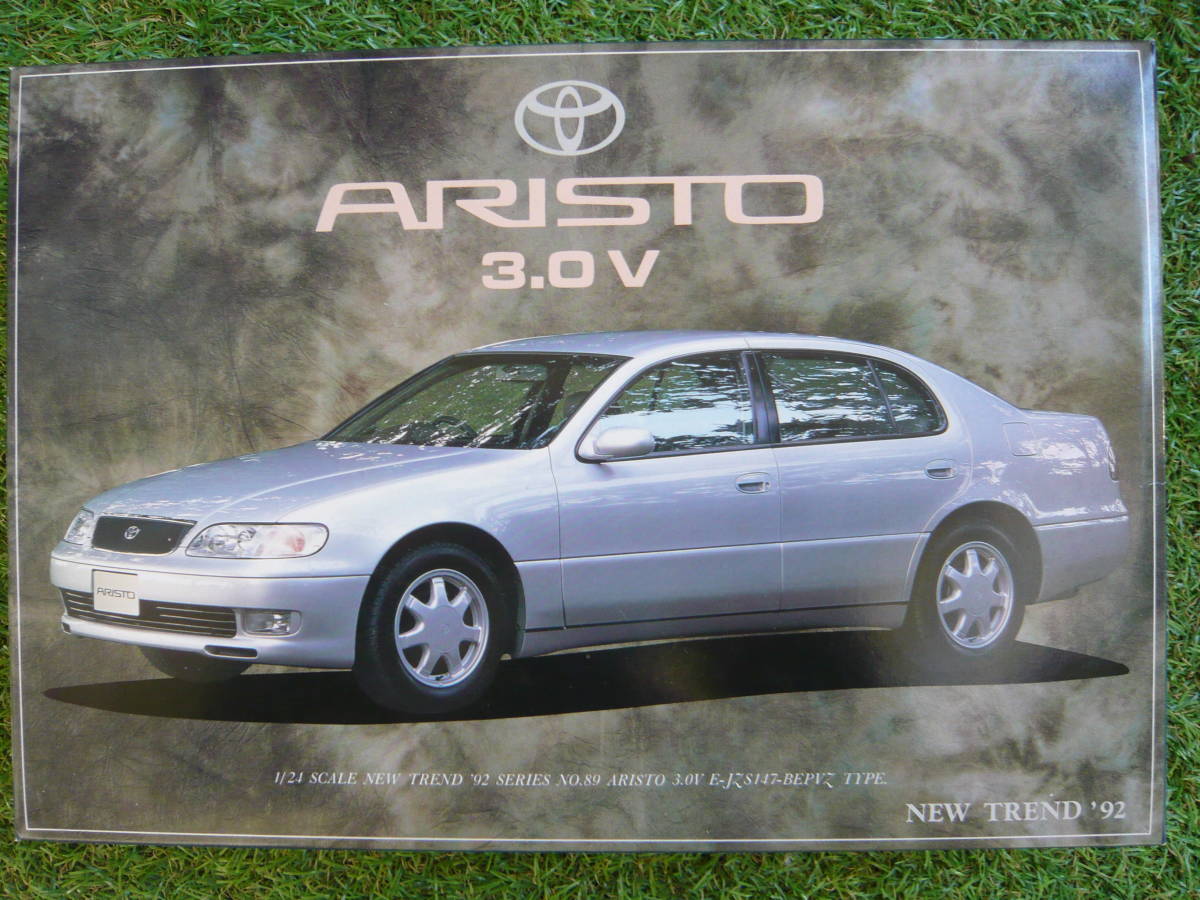 ARISTO
3.0 V
ARISTO
1/24 SCALE NEW TREND '92 SERIES NO.89 ARISTO 3.0V E-JZS147-BEPVZ TYPE.
NEW TREND '92